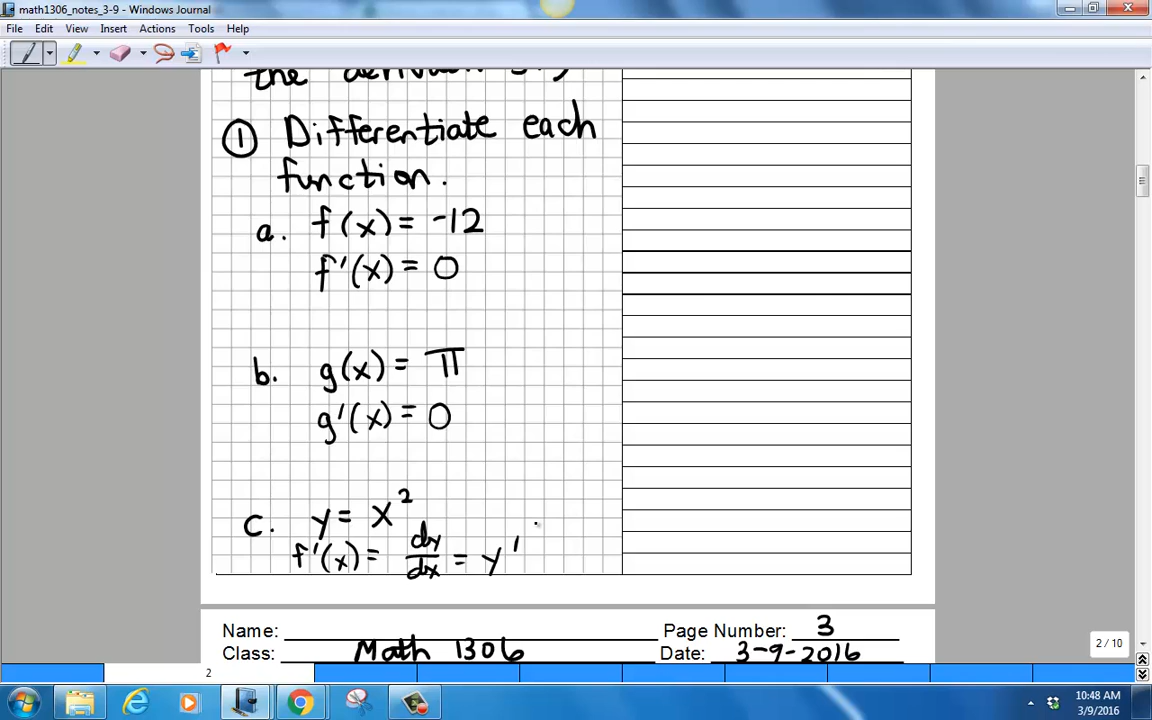 math1306_notes_3-9 - Windows Journal
File Edit View Insert Actions Tools Help
the
① Differentiate each
function.
a. f(x) = -12
f'(x) = 0
b. g(x) = π
g'(x) = 0
c. y = x²
f'(x) = dy/dx = y'
Name: Page Number: 3
Class: Math 1306 Date: 3-9-2016
2 / 10
2
10:48 AM
3/9/2016